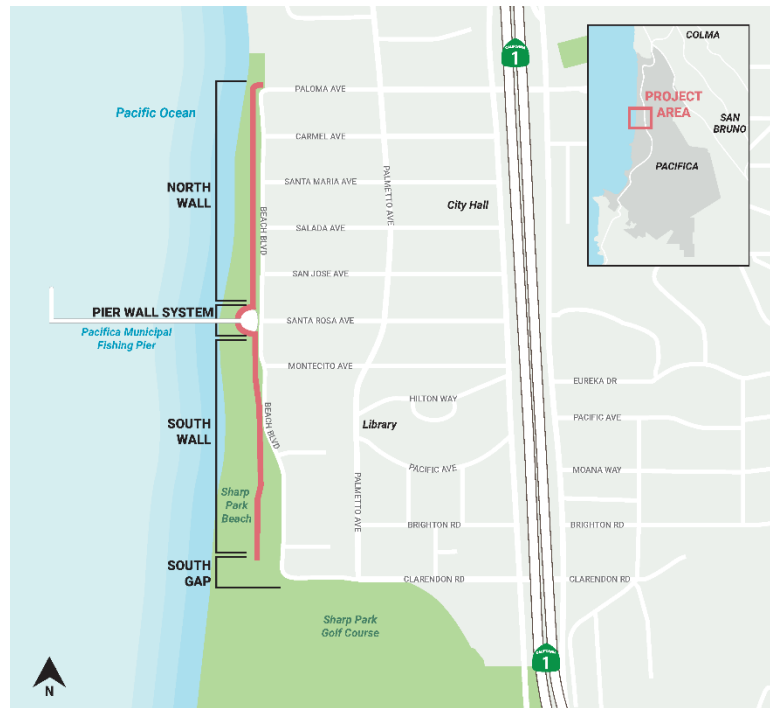 CALIFORNIA
1
COLMA
PROJECT
AREA
SAN
BRUNO
PACIFICA
PALOMA AVE
Pacific Ocean
CARMEL AVE
NORTH
WALL
SANTA MARIA AVE
PALMETTO AVE
City Hall
BEACH BLVD
SALADA AVE
SAN JOSE AVE
PIER WALL SYSTEM
SANTA ROSA AVE
Pacifica Municipal
Fishing Pier
MONTECITO AVE
EUREKA DR
HILTON WAY
BEACH BLVD
PACIFIC AVE
SOUTH
WALL
Library
PACIFIC AVE
MOANA WAY
Sharp
Park
Beach
PALMETTO AVE
BRIGHTON RD
BRIGHTON RD
SOUTH
GAP
CLARENDON RD
CLARENDON RD
Sharp Park
Golf Course
CALIFORNIA
1
N